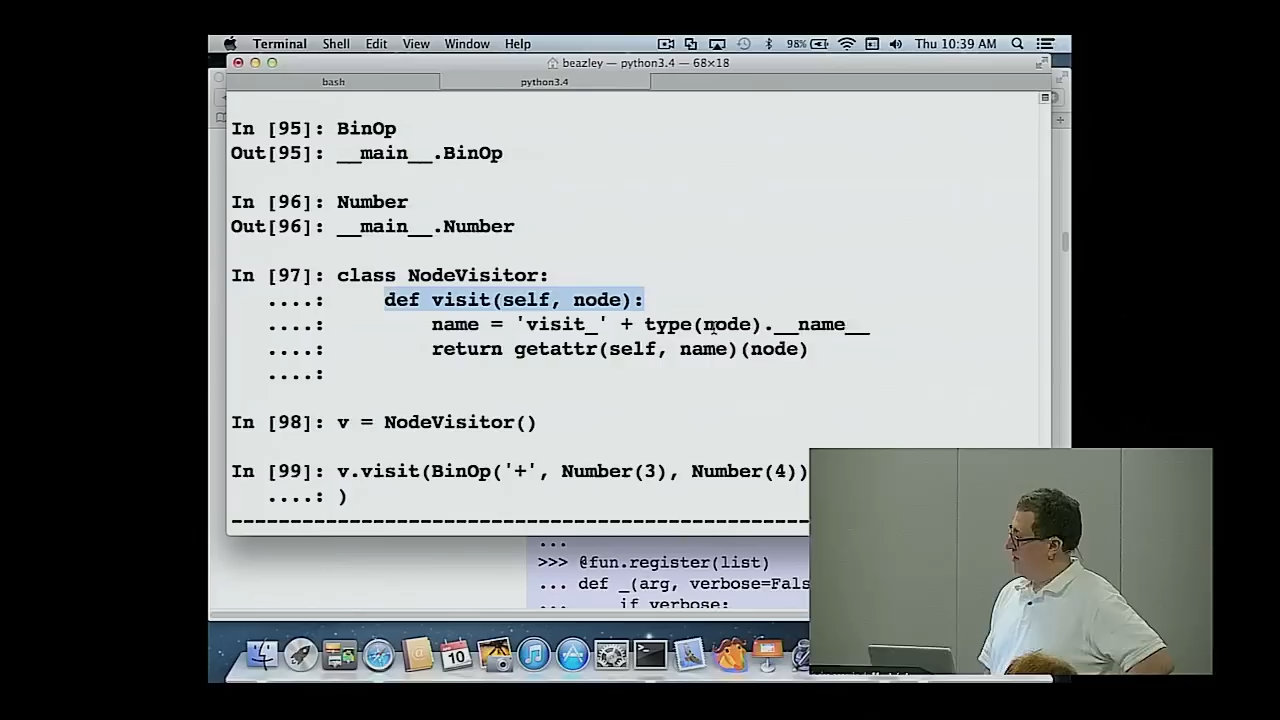 Terminal Shell Edit View Window Help 98% Thu 10:39 AM
beazley — python3.4 — 68×18
bash python3.4
In [95]: BinOp
Out[95]: __main__.BinOp
In [96]: Number
Out[96]: __main__.Number
In [97]: class NodeVisitor:
....: def visit(self, node):
....: name = 'visit_' + type(node).__name__
....: return getattr(self, name)(node)
....:
In [98]: v = NodeVisitor()
In [99]: v.visit(BinOp('+', Number(3), Number(4))
....: )
-------------------------------------------------
...
>>> @fun.register(list)
... def _(arg, verbose=Fals
... if verbose:
10